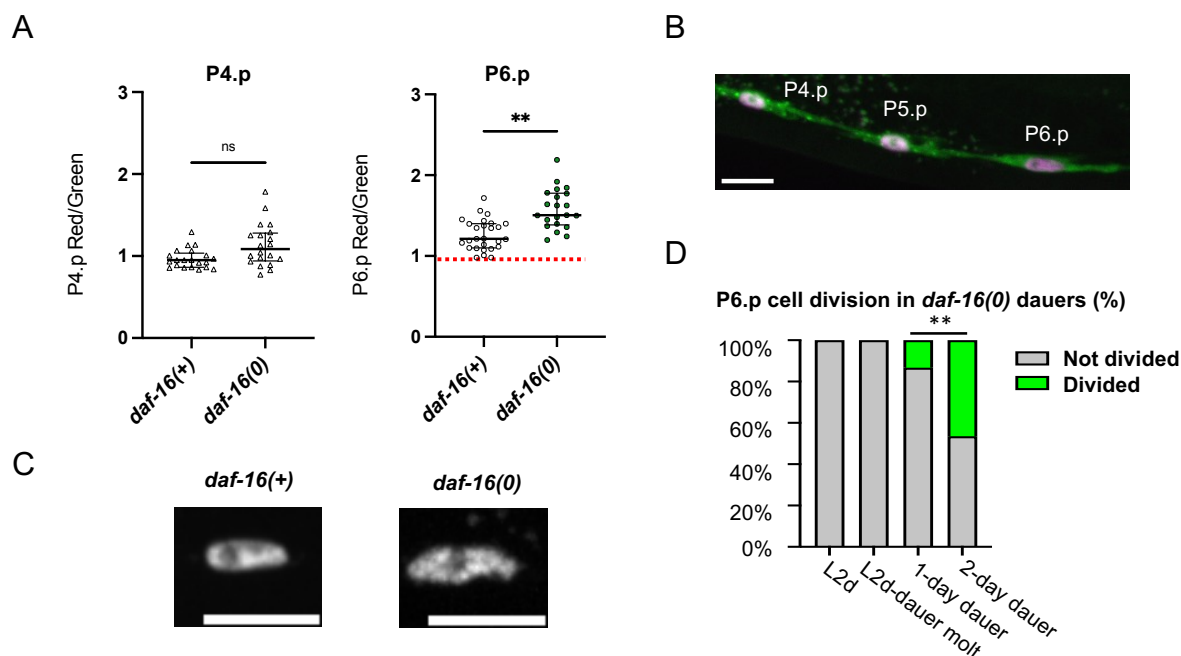 A
P4.p
3
2
1
0
P4.p Red/Green
ns
daf-16(+)
daf-16(0)
P6.p
3
2
1
0
P6.p Red/Green
**
daf-16(+)
daf-16(0)
B
P4.p
P5.p
P6.p
C
daf-16(+)
daf-16(0)
D
P6.p cell division in daf-16(0) dauers (%)
**
100%
80%
60%
40%
20%
0%
L2d
L2d-dauer molt
1-day dauer
2-day dauer
Not divided
Divided